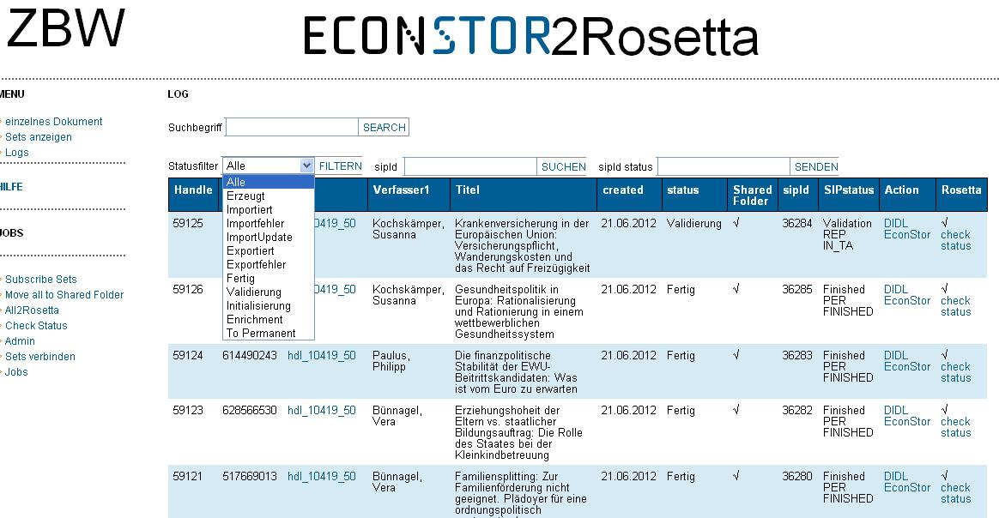 ZBW
ECONSTOR2Rosetta
MENU
einzelnes Dokument
Sets anzeigen
Logs
HILFE
JOBS
Subscribe Sets
Move all to Shared Folder
All2Rosetta
Check Status
Admin
Sets verbinden
Jobs
LOG
Suchbegriff SEARCH
Statusfilter Alle FILTERN sipId SUCHEN sipId status SENDEN
Alle
Erzeugt
Importiert
Importfehler
ImportUpdate
Exportiert
Exportfehler
Fertig
Validierung
Initialisierung
Enrichment
To Permanent
Handle Verfasser1 Titel created status Shared sipId SIPstatus Action Rosetta
Folder
59125 0419_50 Kochskämper, Krankenversicherung in der 21.06.2012 Validierung √ 36284 Validation DIDL √
Susanna Europäischen Union: REP EconStor check
Versicherungspflicht, IN_TA status
Wanderungskosten und
das Recht auf Freizügigkeit
59126 0419_50 Kochskämper, Gesundheitspolitik in 21.06.2012 Fertig √ 36285 Finished DIDL √
Susanna Europa: Rationalisierung PER EconStor check
und Rationierung in einem FINISHED status
wettbewerblichen
Gesundheitssystem
59124 614490243 hdl_10419_50 Paulus, Die finanzpolitische 21.06.2012 Fertig √ 36283 Finished DIDL √
Philipp Stabilität der EWU- PER EconStor check
Beitrittskandidaten: Was FINISHED status
ist vom Euro zu erwarten
59123 628566530 hdl_10419_50 Bünnagel, Erziehungshoheit der 21.06.2012 Fertig √ 36282 Finished DIDL √
Vera Eltern vs. staatlicher PER EconStor check
Bildungsauftrag: Die Rolle FINISHED status
des Staates bei der
Kleinkindbetreuung
59121 517669013 hdl_10419_50 Bünnagel, Familiensplitting: Zur 21.06.2012 Fertig √ 36280 Finished DIDL √
Vera Familienförderung nicht PER EconStor check
geeignet. Plädoyer für eine FINISHED status
ordnungspolitisch